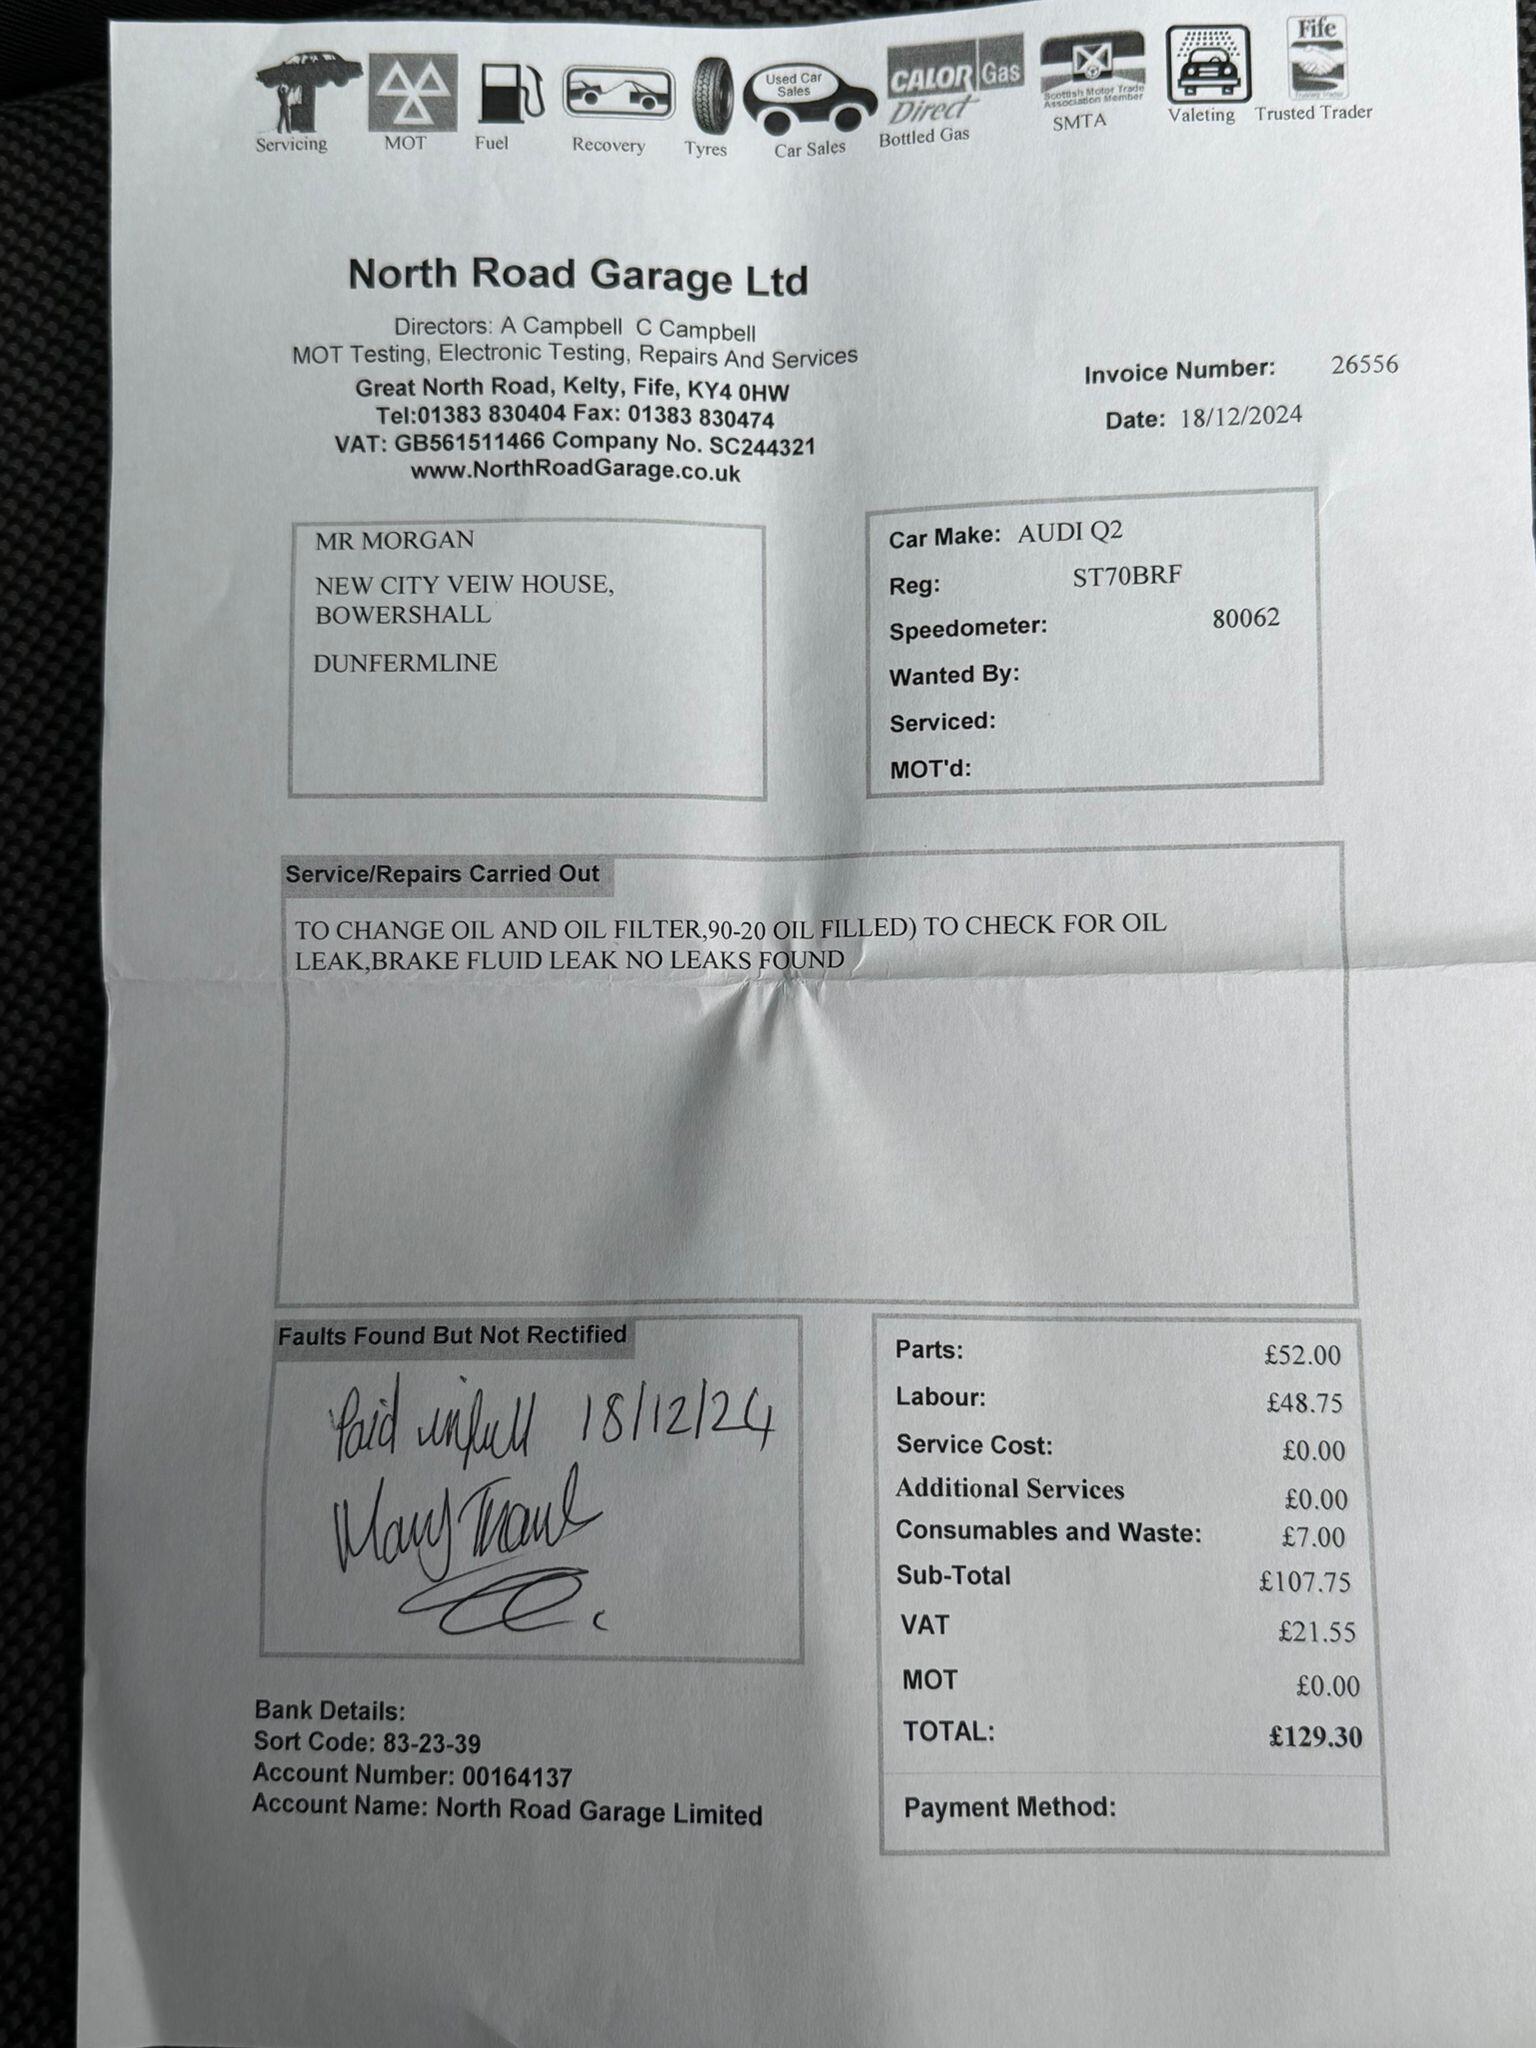 Servicing
MOT
Fuel
Recovery
Tyres
Used Car
Sales
Car Sales
CALOR Gas
Direct
Bottled Gas
Scottish Motor Trade
Association Member
SMTA
Valeting
Fife
Trusted Trader
North Road Garage Ltd
Directors: A Campbell C Campbell
MOT Testing, Electronic Testing, Repairs And Services
Great North Road, Kelty, Fife, KY4 0HW
Tel:01383 830404 Fax: 01383 830474
VAT: GB561511466 Company No. SC244321
www.NorthRoadGarage.co.uk
Invoice Number: 26556
Date: 18/12/2024
MR MORGAN
NEW CITY VEIW HOUSE,
BOWERSHALL
DUNFERMLINE
Car Make: AUDI Q2
Reg: ST70BRF
Speedometer: 80062
Wanted By:
Serviced:
MOT'd:
Service/Repairs Carried Out
TO CHANGE OIL AND OIL FILTER,90-20 OIL FILLED) TO CHECK FOR OIL
LEAK,BRAKE FLUID LEAK NO LEAKS FOUND
Faults Found But Not Rectified
Paid in full 18/12/24
Mary
Parts: £52.00
Labour: £48.75
Service Cost: £0.00
Additional Services £0.00
Consumables and Waste: £7.00
Sub-Total £107.75
VAT £21.55
MOT £0.00
TOTAL: £129.30
Payment Method:
Bank Details:
Sort Code: 83-23-39
Account Number: 00164137
Account Name: North Road Garage Limited